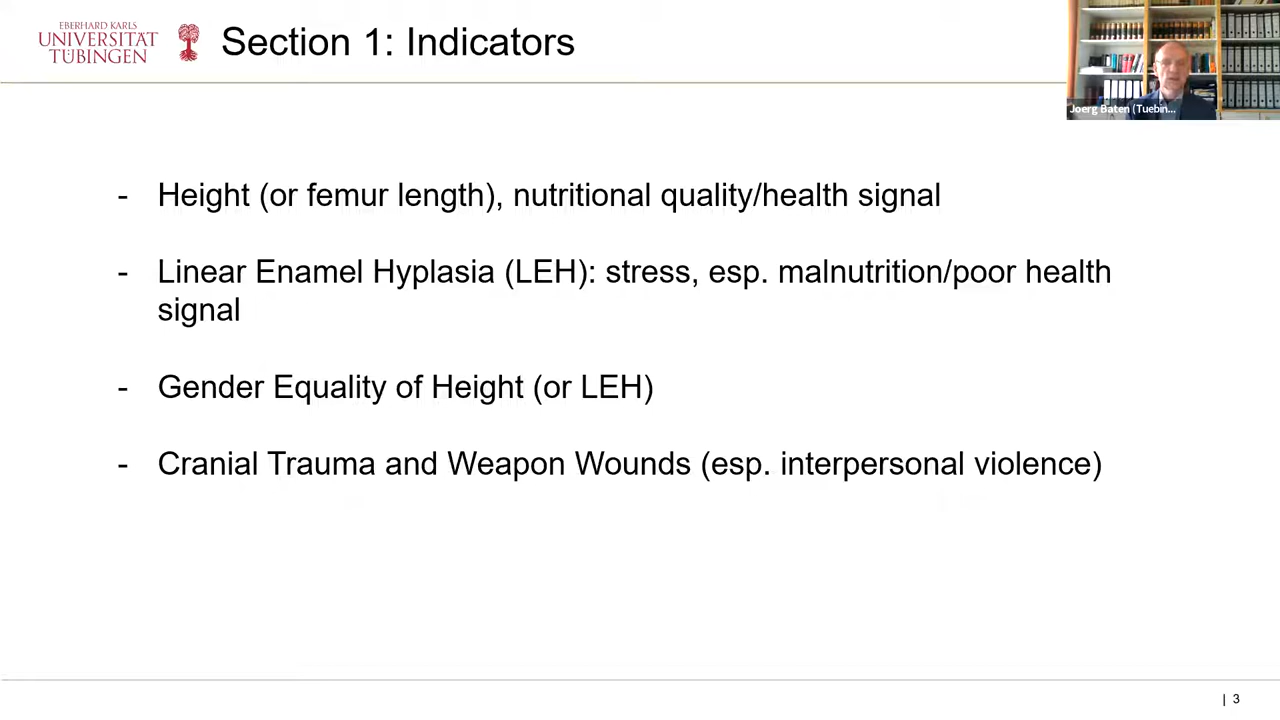 EBERHARD KARLS
UNIVERSITÄT
TÜBINGEN
Section 1: Indicators
Joerg Baten (Tuebin...
- Height (or femur length), nutritional quality/health signal
- Linear Enamel Hyplasia (LEH): stress, esp. malnutrition/poor health
signal
- Gender Equality of Height (or LEH)
- Cranial Trauma and Weapon Wounds (esp. interpersonal violence)
| 3